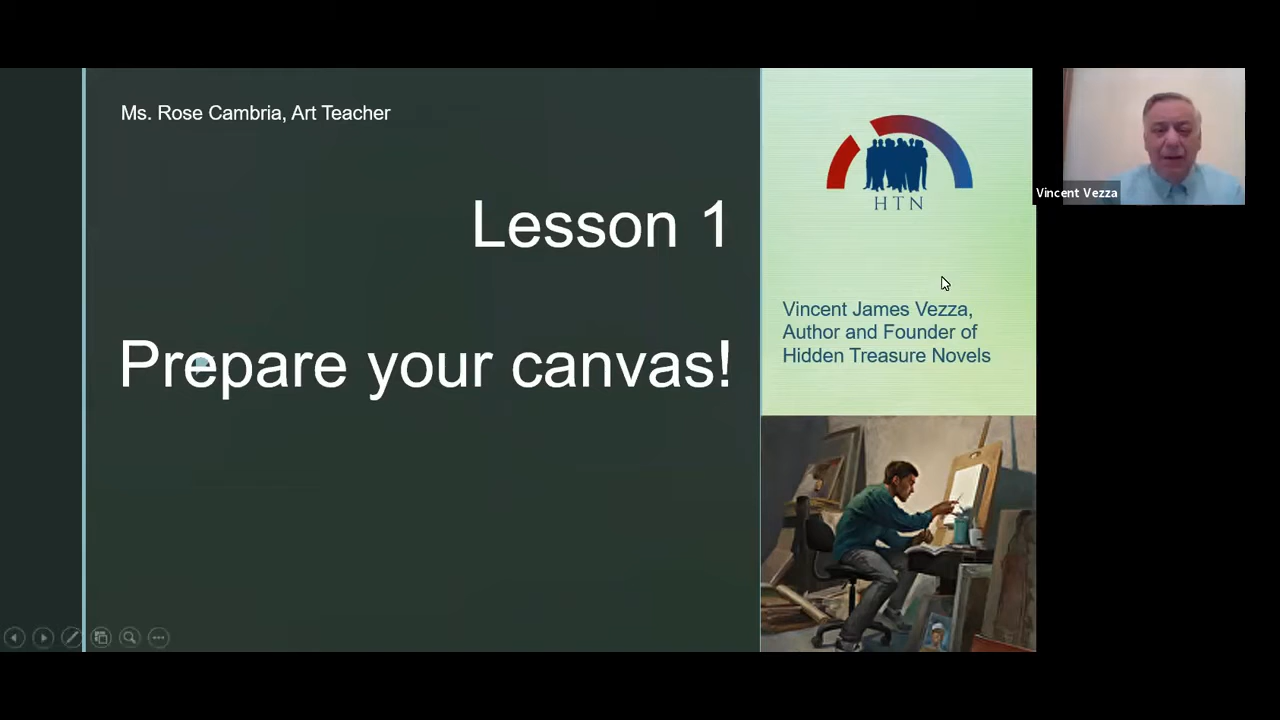 Ms. Rose Cambria, Art Teacher
Lesson 1
Prepare your canvas!
HTN
Vincent James Vezza,
Author and Founder of
Hidden Treasure Novels
Vincent Vezza